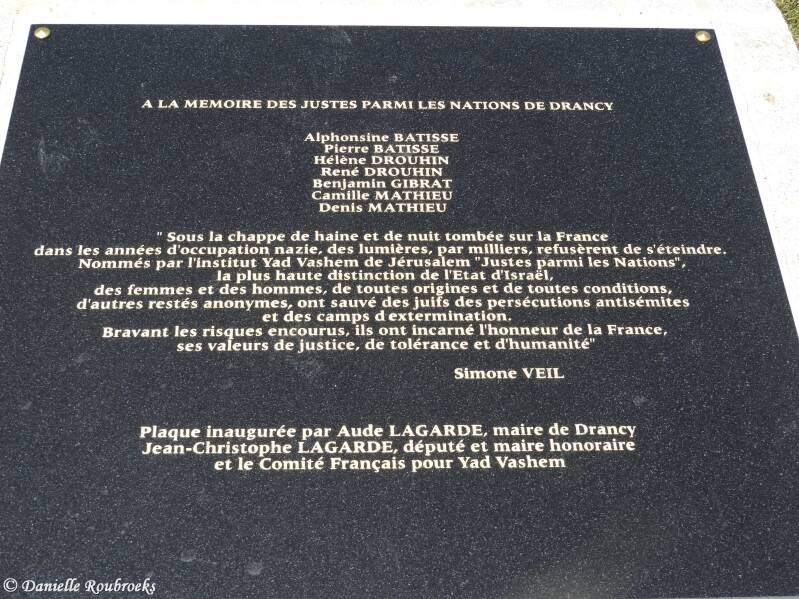 A LA MEMOIRE DES JUSTES PARMI LES NATIONS DE DRANCY
Alphonsine BATISSE
Pierre BATISSE
Hélène DROUHIN
René DROUHIN
Benjamin GIBRAT
Camille MATHIEU
Denis MATHIEU
" Sous la chappe de haine et de nuit tombée sur la France
dans les années d'occupation nazie, des lumières, par milliers, refusèrent de s'éteindre.
Nommés par l'institut Yad Vashem de Jérusalem "Justes parmi les Nations",
la plus haute distinction de l'Etat d'Israël,
des femmes et des hommes, de toutes origines et de toutes conditions,
d'autres restés anonymes, ont sauvé des juifs des persécutions antisémites
et des camps d'extermination.
Bravant les risques encourus, ils ont incarné l'honneur de la France,
ses valeurs de justice, de tolérance et d'humanité"
Simone VEIL
Plaque inaugurée par Aude LAGARDE, maire de Drancy
Jean-Christophe LAGARDE, député et maire honoraire
et le Comité Français pour Yad Vashem
© Danielle Roubroeks